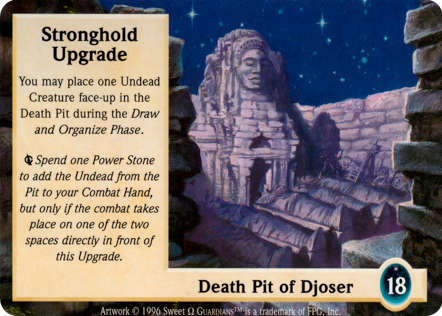 Stronghold
Upgrade
You may place one Undead
Creature face-up in the
Death Pit during the Draw
and Organize Phase.
Spend one Power Stone
to add the Undead from the
Pit to your Combat Hand,
but only if the combat takes
place on one of the two
spaces directly in front of
this Upgrade.
Death Pit of Djoser
18
Artwork © 1996 Sweet Ω GUARDIANS™ is a trademark of FPG, Inc.